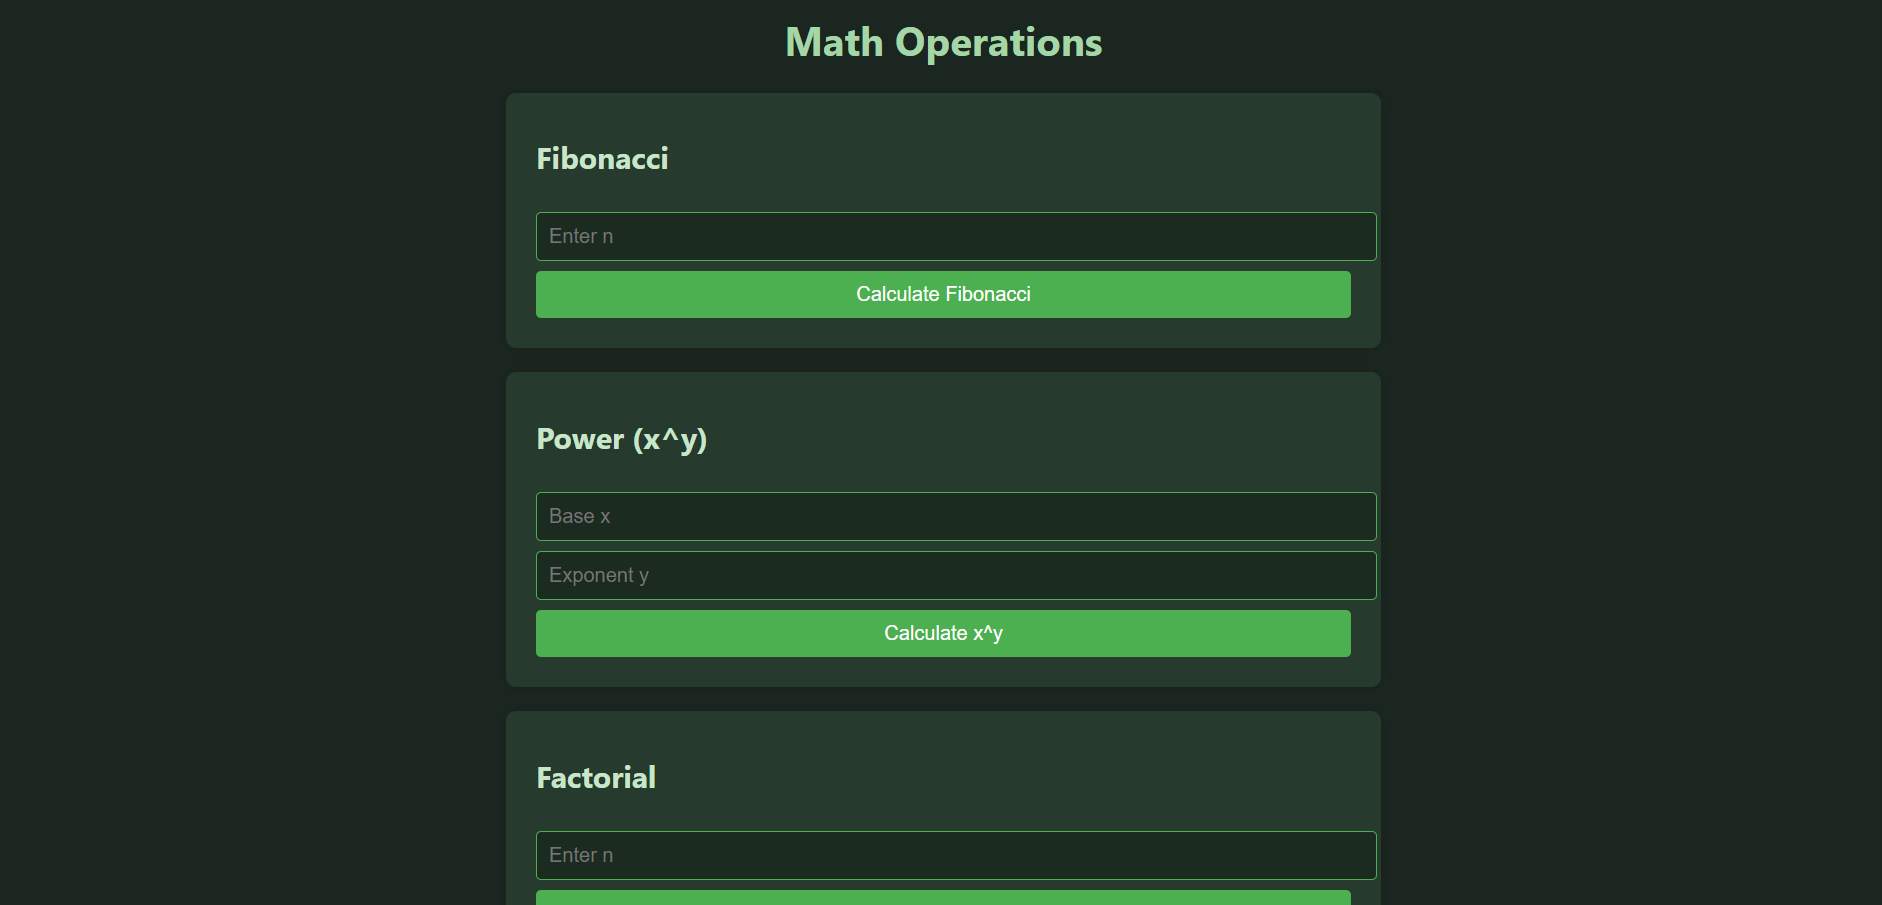 Math Operations
Fibonacci
Enter n
Calculate Fibonacci
Power (x^y)
Base x
Exponent y
Calculate x^y
Factorial
Enter n